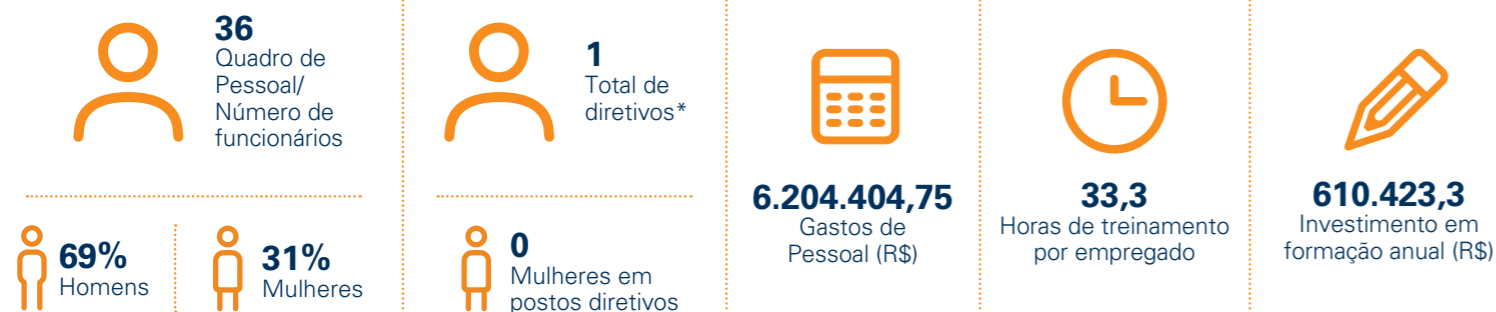 36
Quadro de
Pessoal/
Número de
funcionários
69%
Homens
31%
Mulheres
1
Total de
diretivos*
0
Mulheres em
postos diretivos
6.204.404,75
Gastos de
Pessoal (R$)
33,3
Horas de treinamento
por empregado
610.423,3
Investimento em
formação anual (R$)